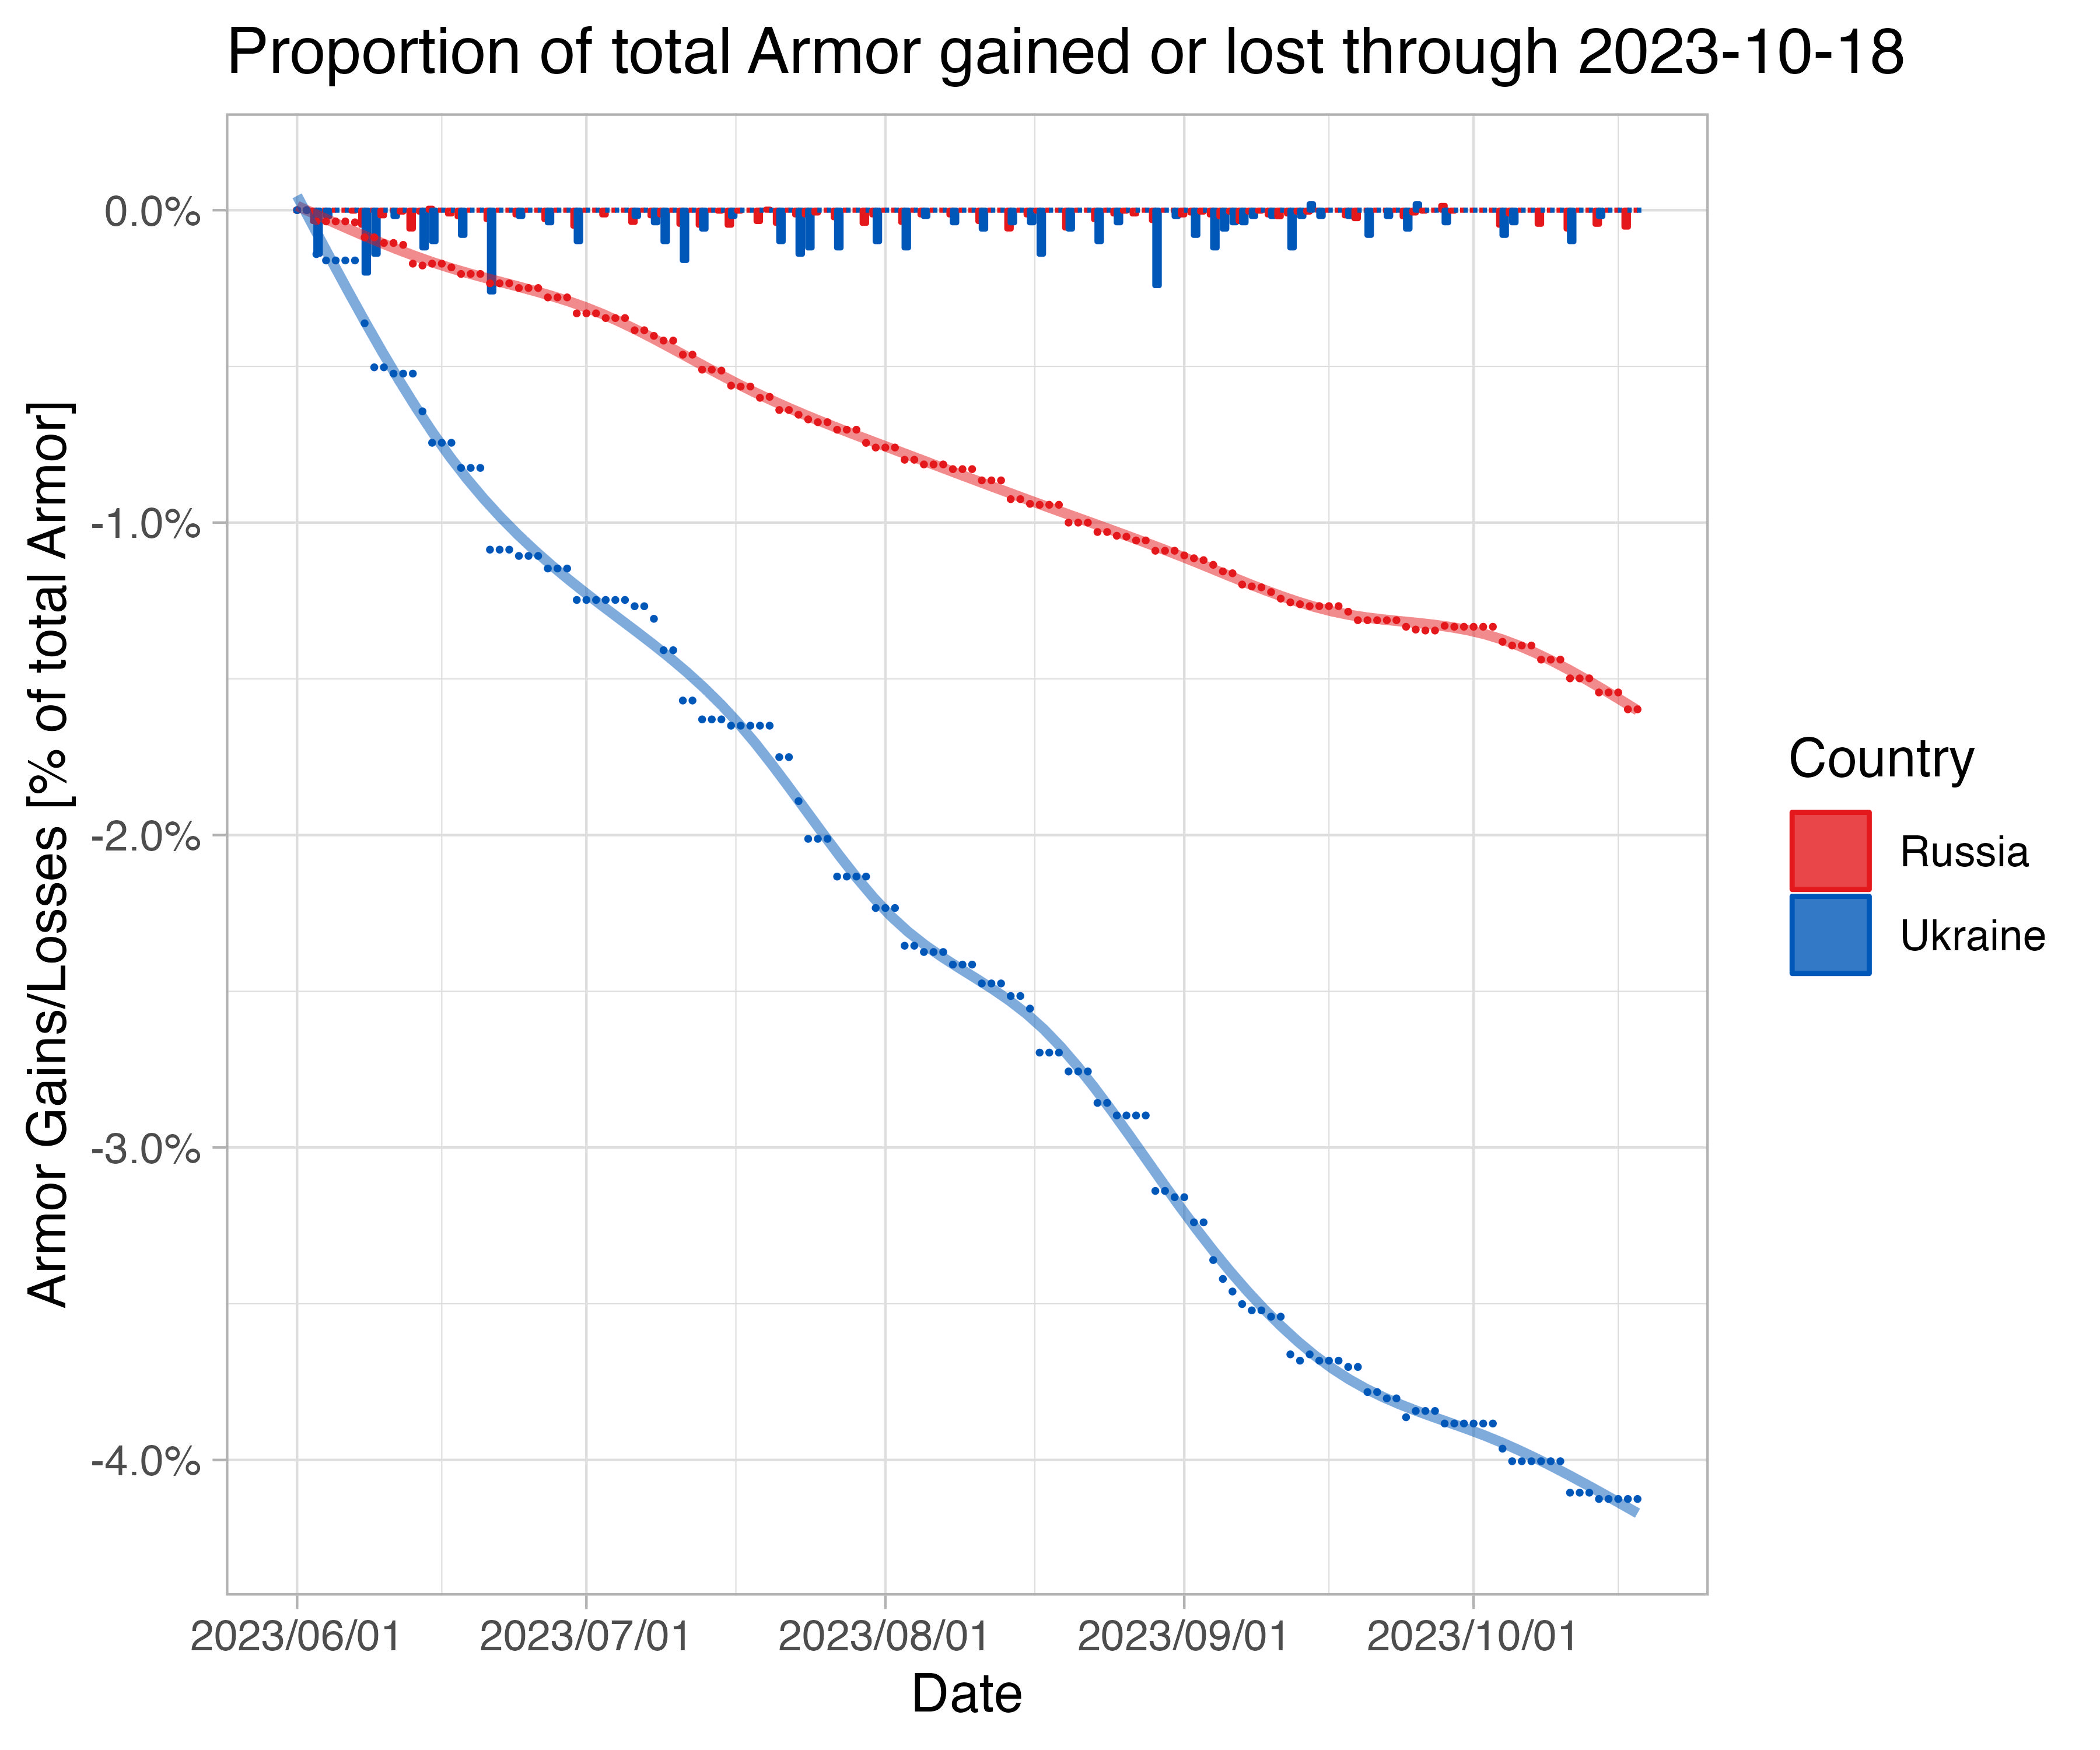 Proportion of total Armor gained or lost through 2023-10-18
Armor Gains/Losses [% of total Armor]
0.0%
-1.0%
-2.0%
-3.0%
-4.0%
2023/06/01
2023/07/01
2023/08/01
2023/09/01
2023/10/01
Date
Country
Russia
Ukraine